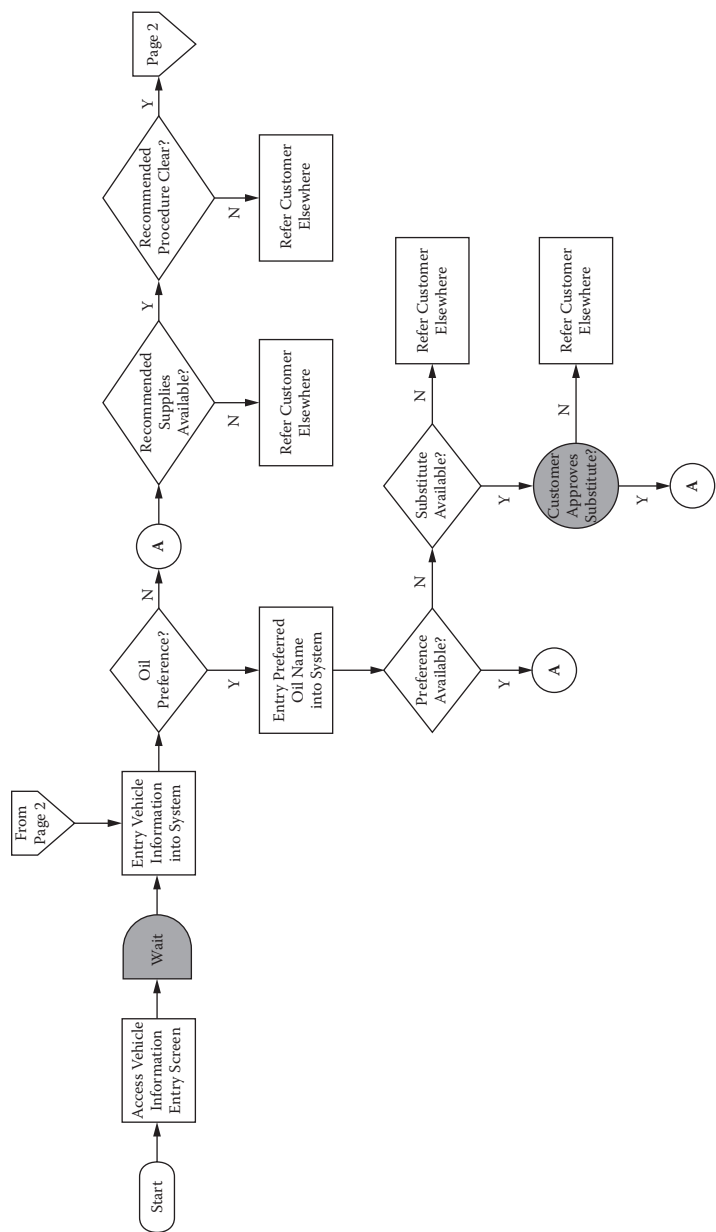 Start
Access Vehicle
Information
Entry Screen
Wait
From
Page 2
Entry Vehicle
Information
into System
Oil
Preference?
N
Y
A
Recommended
Supplies
Available?
Y
N
Refer Customer
Elsewhere
Recommended
Procedure Clear?
Y
N
Page 2
Refer Customer
Elsewhere
Entry Preferred
Oil Name
into System
Preference
Available?
N
Y
A
Substitute
Available?
N
Y
Refer Customer
Elsewhere
Customer
Approves
Substitute?
N
Y
Refer Customer
Elsewhere
A